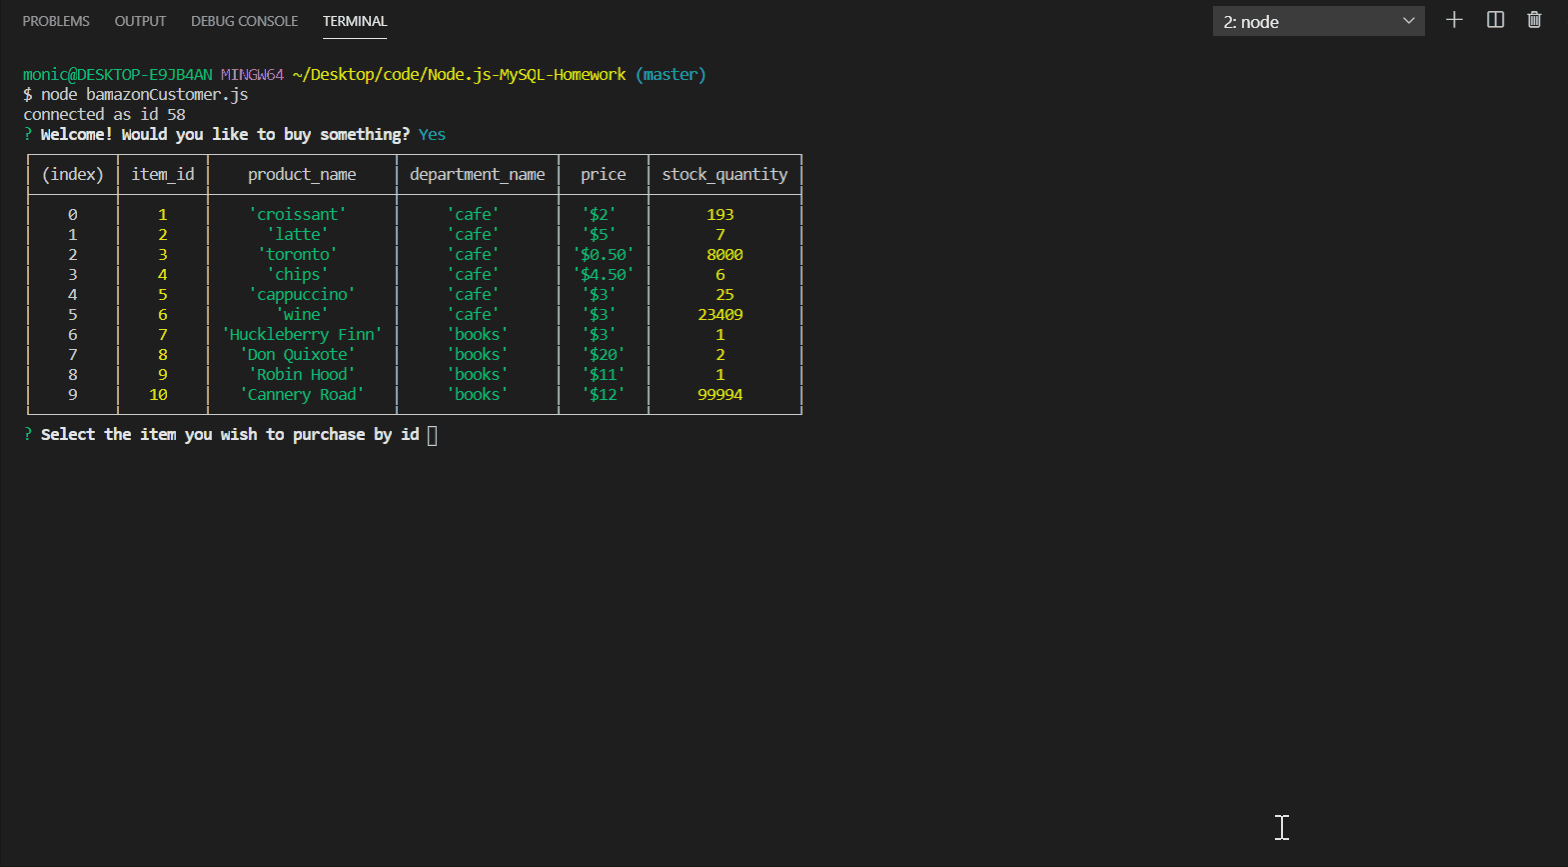 PROBLEMS OUTPUT DEBUG CONSOLE TERMINAL 2: node
monic@DESKTOP-E9JB4AN MINGW64 ~/Desktop/code/Node.js-MySQL-Homework (master)
$ node bamazonCustomer.js
connected as id 58
? Welcome! Would you like to buy something? Yes
(index) item_id product_name department_name price stock_quantity
0 1 'croissant' 'cafe' '$2' 193
1 2 'latte' 'cafe' '$5' 7
2 3 'toronto' 'cafe' '$0.50' 8000
3 4 'chips' 'cafe' '$4.50' 6
4 5 'cappuccino' 'cafe' '$3' 25
5 6 'wine' 'cafe' '$3' 23409
6 7 'Huckleberry Finn' 'books' '$3' 1
7 8 'Don Quixote' 'books' '$20' 2
8 9 'Robin Hood' 'books' '$11' 1
9 10 'Cannery Road' 'books' '$12' 99994
? Select the item you wish to purchase by id